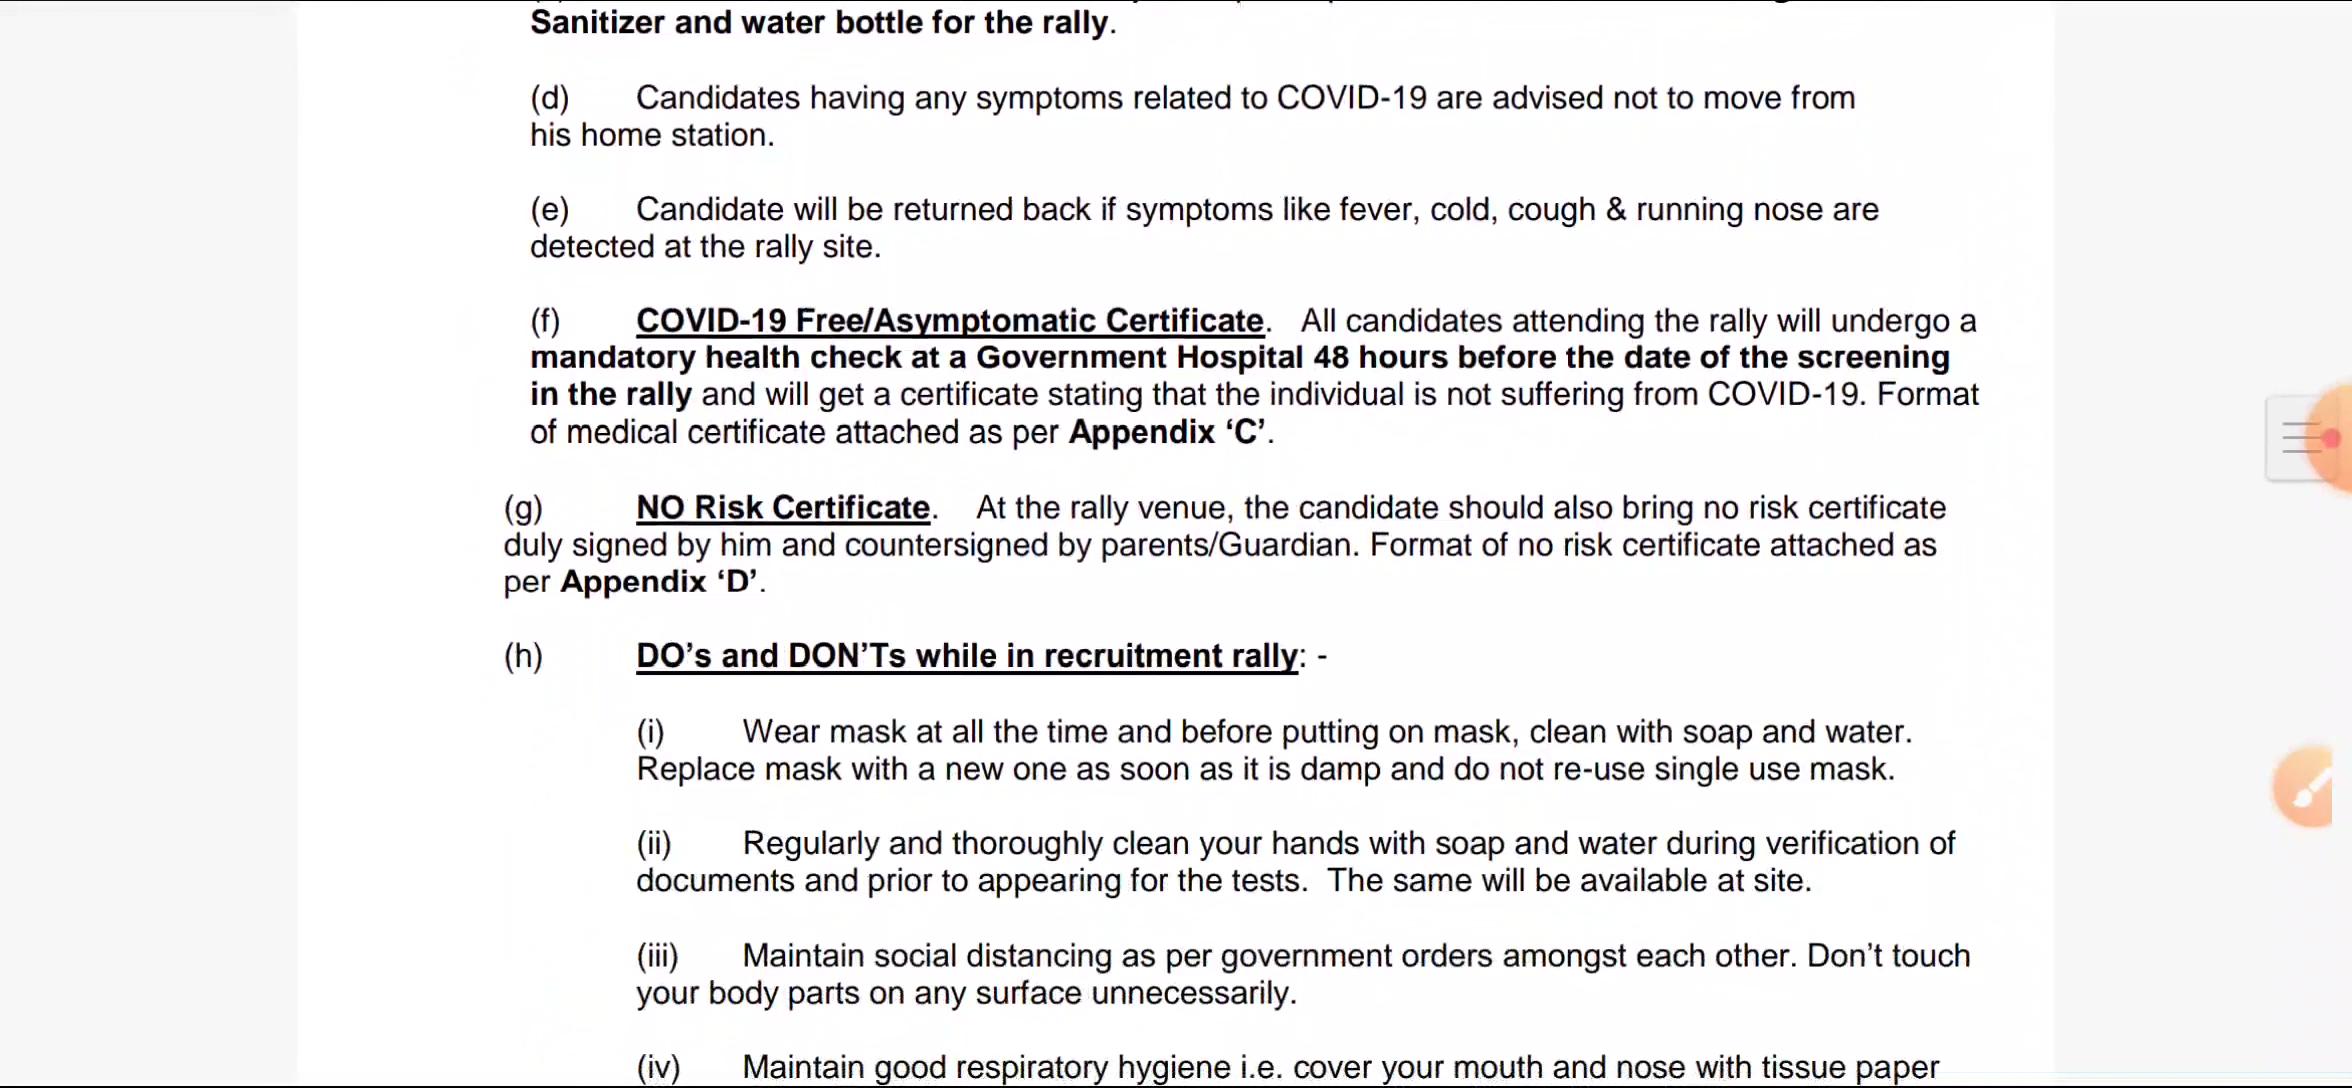 Sanitizer and water bottle for the rally.
(d) Candidates having any symptoms related to COVID-19 are advised not to move from
his home station.
(e) Candidate will be returned back if symptoms like fever, cold, cough & running nose are
detected at the rally site.
(f) COVID-19 Free/Asymptomatic Certificate. All candidates attending the rally will undergo a
mandatory health check at a Government Hospital 48 hours before the date of the screening
in the rally and will get a certificate stating that the individual is not suffering from COVID-19. Format
of medical certificate attached as per Appendix ‘C’.
(g) NO Risk Certificate. At the rally venue, the candidate should also bring no risk certificate
duly signed by him and countersigned by parents/Guardian. Format of no risk certificate attached as
per Appendix ‘D’.
(h) DO’s and DON’Ts while in recruitment rally: -
(i) Wear mask at all the time and before putting on mask, clean with soap and water.
Replace mask with a new one as soon as it is damp and do not re-use single use mask.
(ii) Regularly and thoroughly clean your hands with soap and water during verification of
documents and prior to appearing for the tests. The same will be available at site.
(iii) Maintain social distancing as per government orders amongst each other. Don’t touch
your body parts on any surface unnecessarily.
(iv) Maintain good respiratory hygiene i.e. cover your mouth and nose with tissue paper